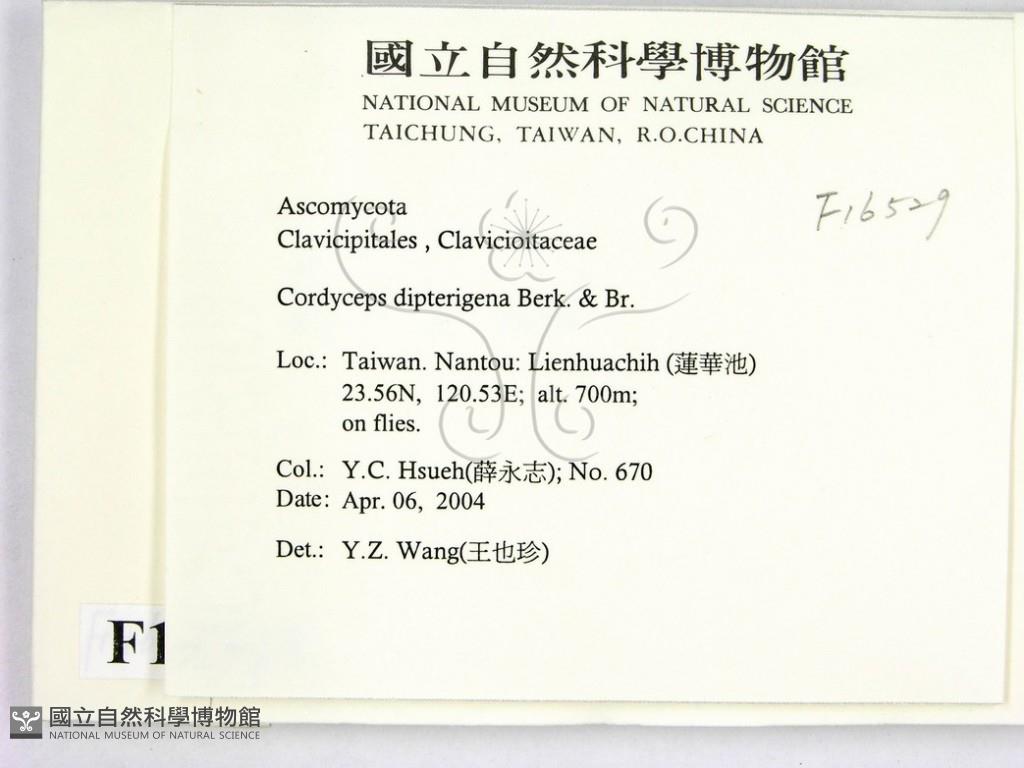 國立自然科學博物館
NATIONAL MUSEUM OF NATURAL SCIENCE
TAICHUNG, TAIWAN, R.O.CHINA
F16529
Ascomycota
Clavicipitales , Clavicioitaceae
Cordyceps dipterigena Berk. & Br.
Loc.: Taiwan. Nantou: Lienhuachih (蓮華池)
23.56N, 120.53E; alt. 700m;
on flies.
Col.: Y.C. Hsueh(薛永志); No. 670
Date: Apr. 06, 2004
Det.: Y.Z. Wang(王也珍)
F1
國立自然科學博物館
NATIONAL MUSEUM OF NATURAL SCIENCE